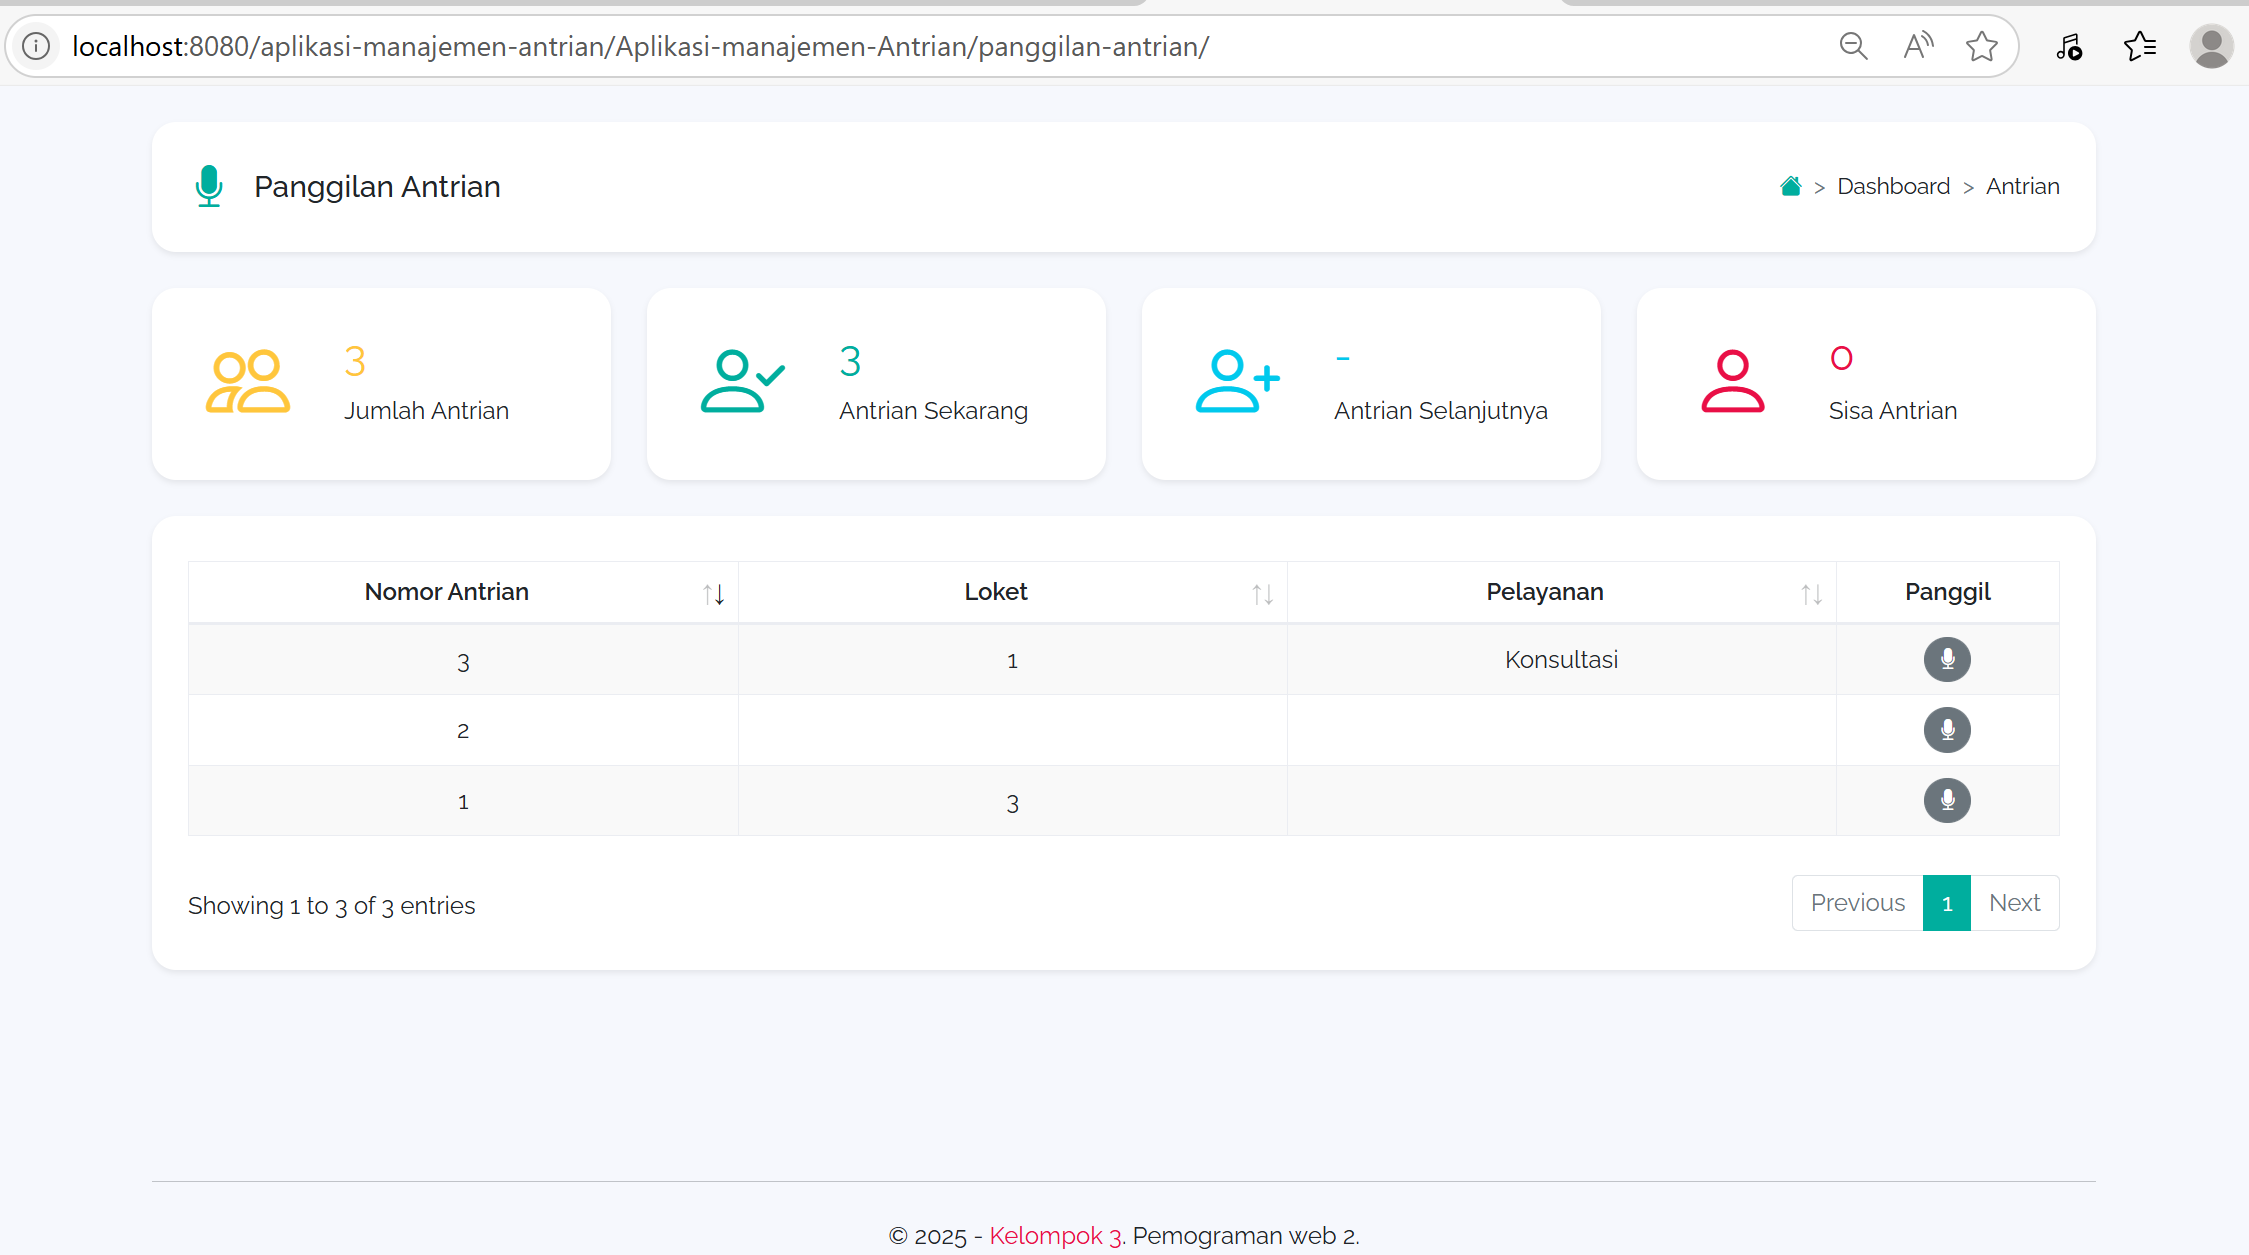 localhost:8080/aplikasi-manajemen-antrian/Aplikasi-manajemen-Antrian/panggilan-antrian/
Panggilan Antrian
> Dashboard > Antrian
3
Jumlah Antrian
3
Antrian Sekarang
-
Antrian Selanjutnya
0
Sisa Antrian
Nomor Antrian Loket Pelayanan Panggil
3 1 Konsultasi
2
1 3
Showing 1 to 3 of 3 entries
Previous 1 Next
© 2025 - Kelompok 3. Pemograman web 2.